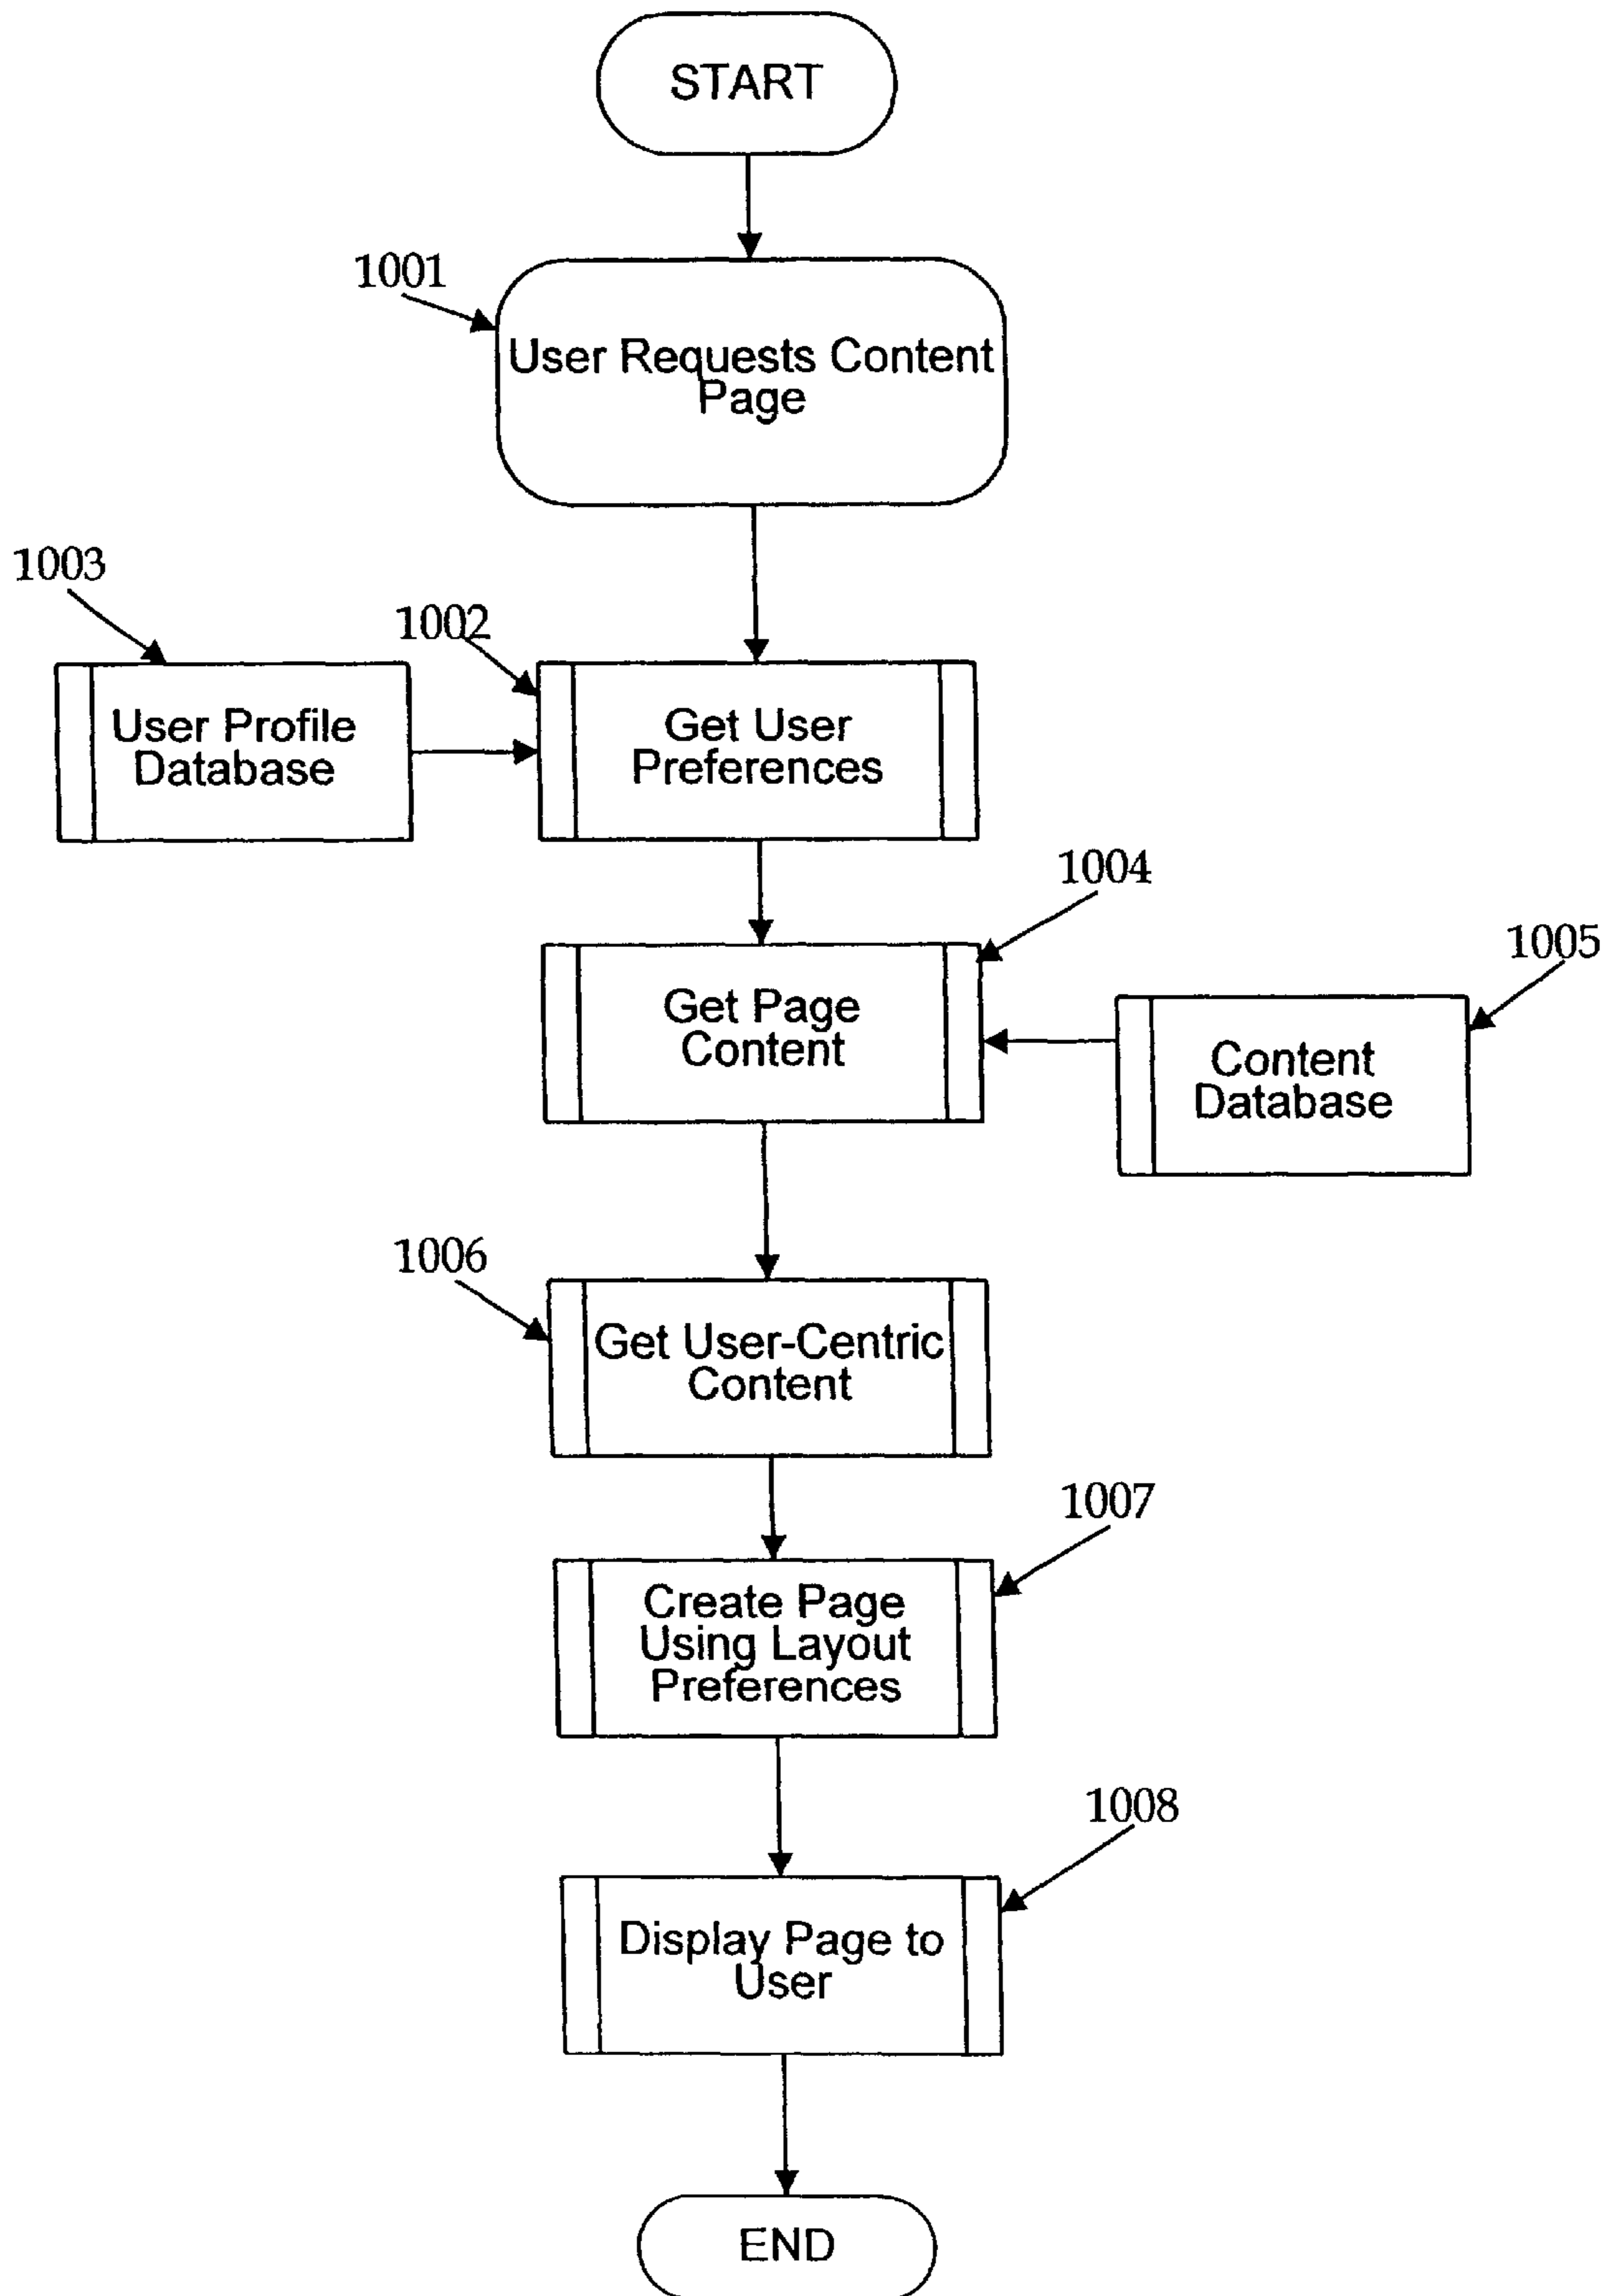 START
1001
User Requests Content
Page
1003
1002
User Profile
Database
Get User
Preferences
1004
1005
Get Page
Content
Content
Database
1006
Get User-Centric
Content
1007
Create Page
Using Layout
Preferences
1008
Display Page to
User
END